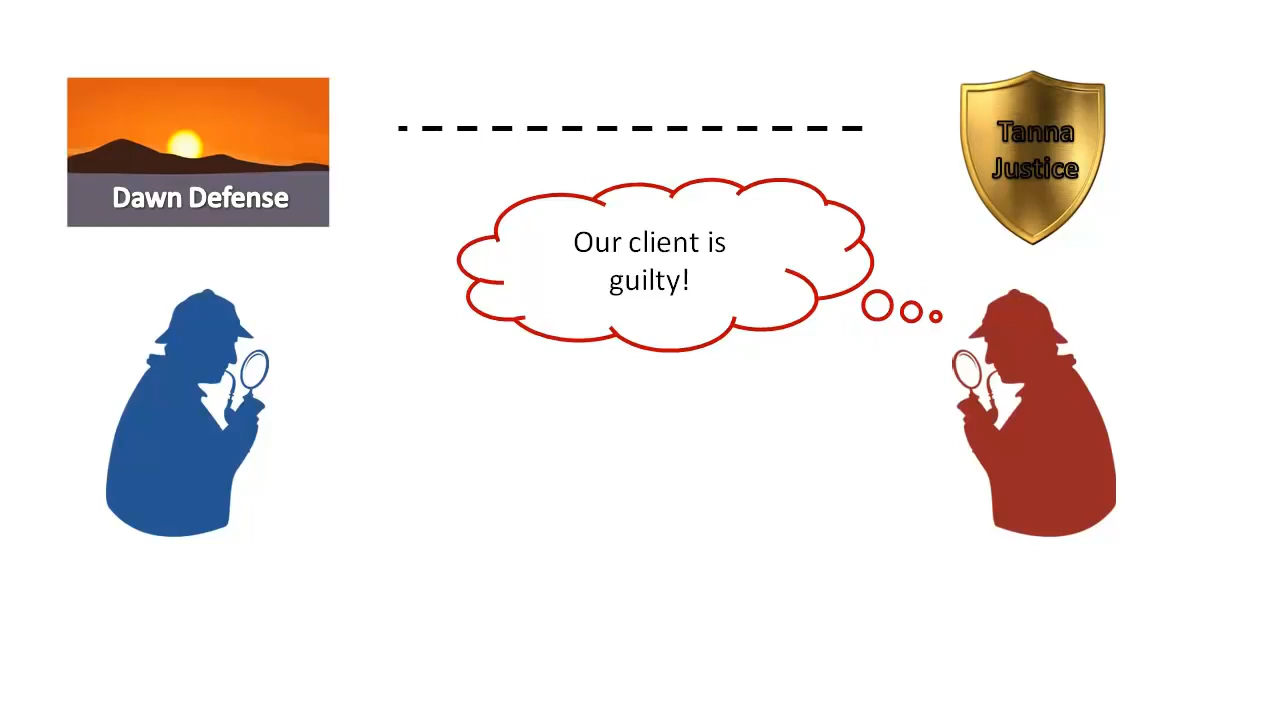 Dawn Defense
Tanna
Justice
Our client is
guilty!